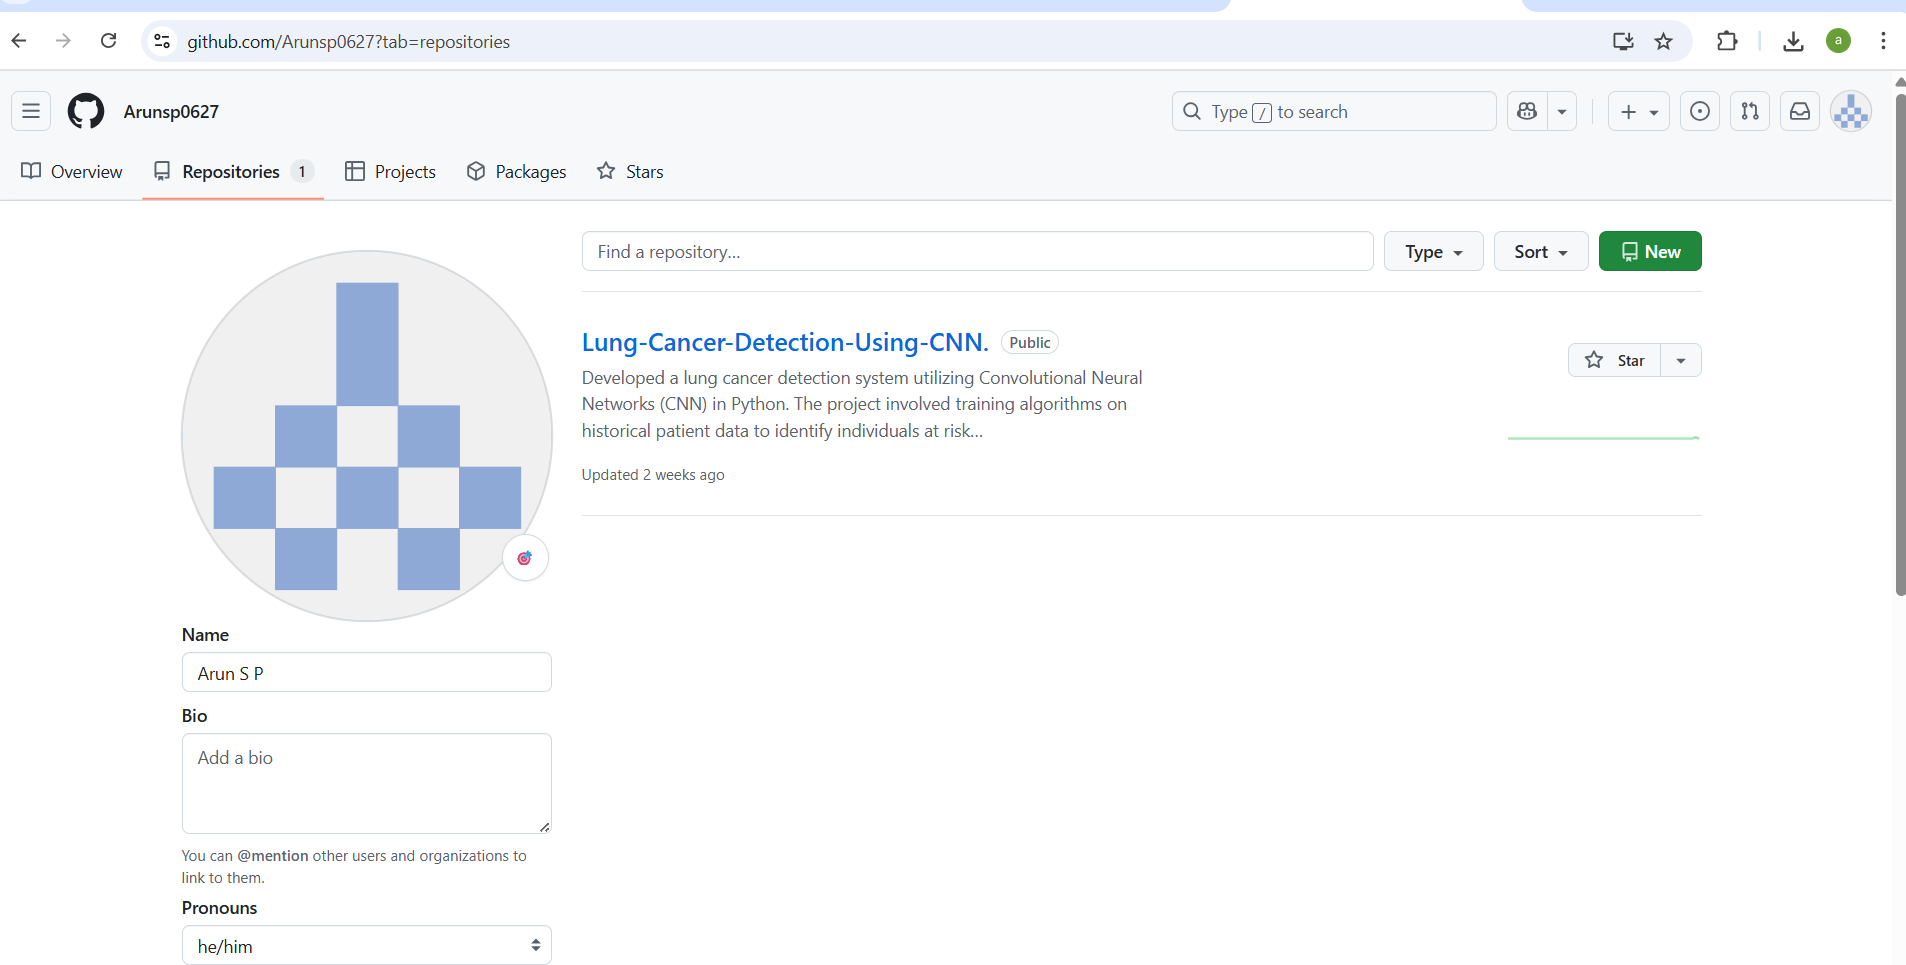 github.com/Arunsp0627?tab=repositories
a
Arunsp0627
Type / to search
Overview
Repositories 1
Projects
Packages
Stars
Find a repository...
Type
Sort
New
Lung-Cancer-Detection-Using-CNN.
Public
Developed a lung cancer detection system utilizing Convolutional Neural
Networks (CNN) in Python. The project involved training algorithms on
historical patient data to identify individuals at risk...
Updated 2 weeks ago
Star
Name
Arun S P
Bio
Add a bio
You can @mention other users and organizations to
link to them.
Pronouns
he/him